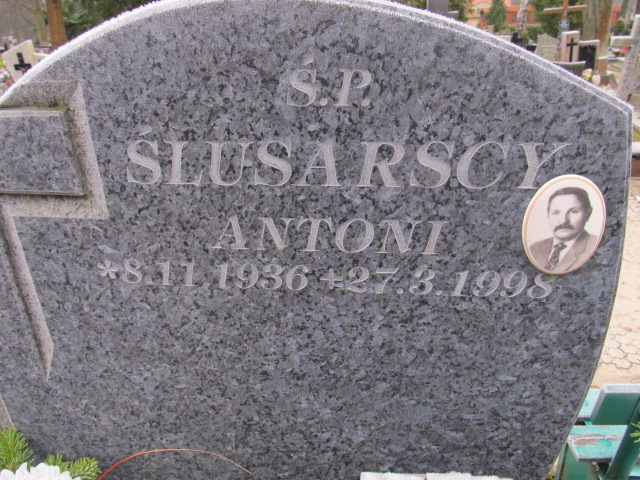 Ś.P.
ŚLUSARSCY
ANTONI
*8.11.1936 +27.3.1998